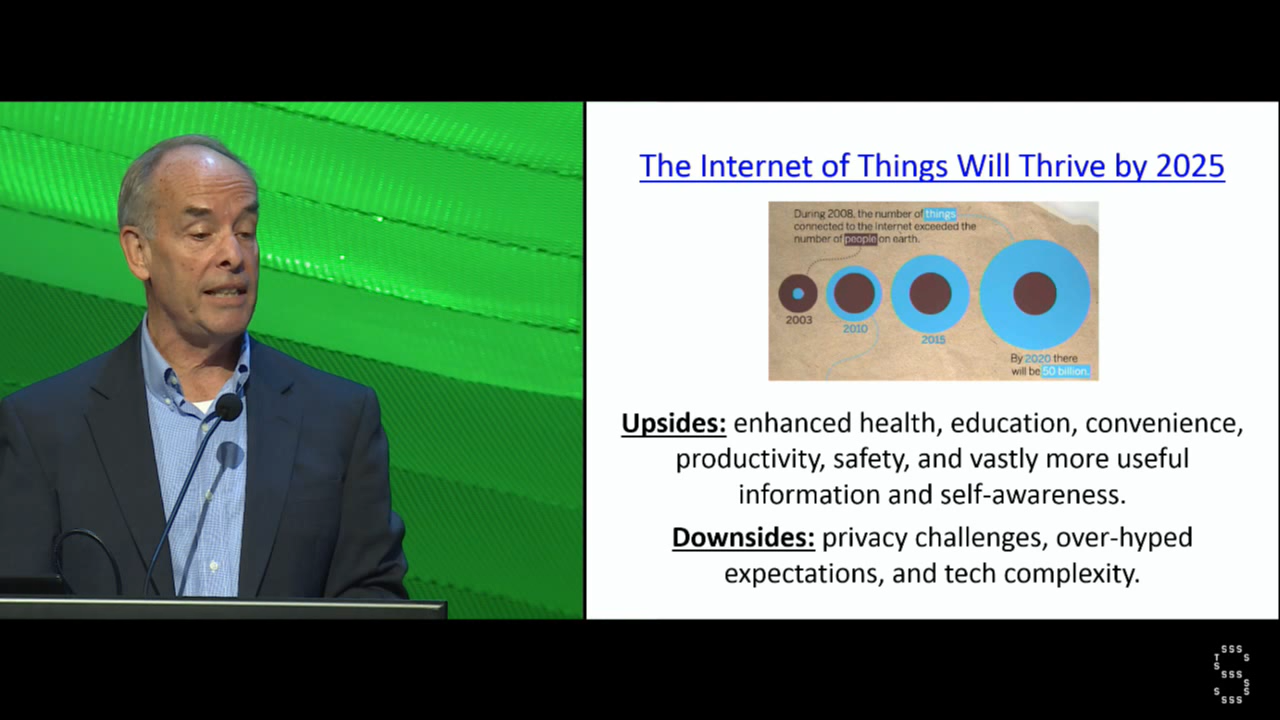 The Internet of Things Will Thrive by 2025
During 2008, the number of things
connected to the Internet exceeded the
number of people on earth.
2003
2010
2015
By 2020 there
will be 50 billion.
Upsides: enhanced health, education, convenience,
productivity, safety, and vastly more useful
information and self-awareness.
Downsides: privacy challenges, over-hyped
expectations, and tech complexity.
SSS
T S
S
SSS
S
S S
SSS